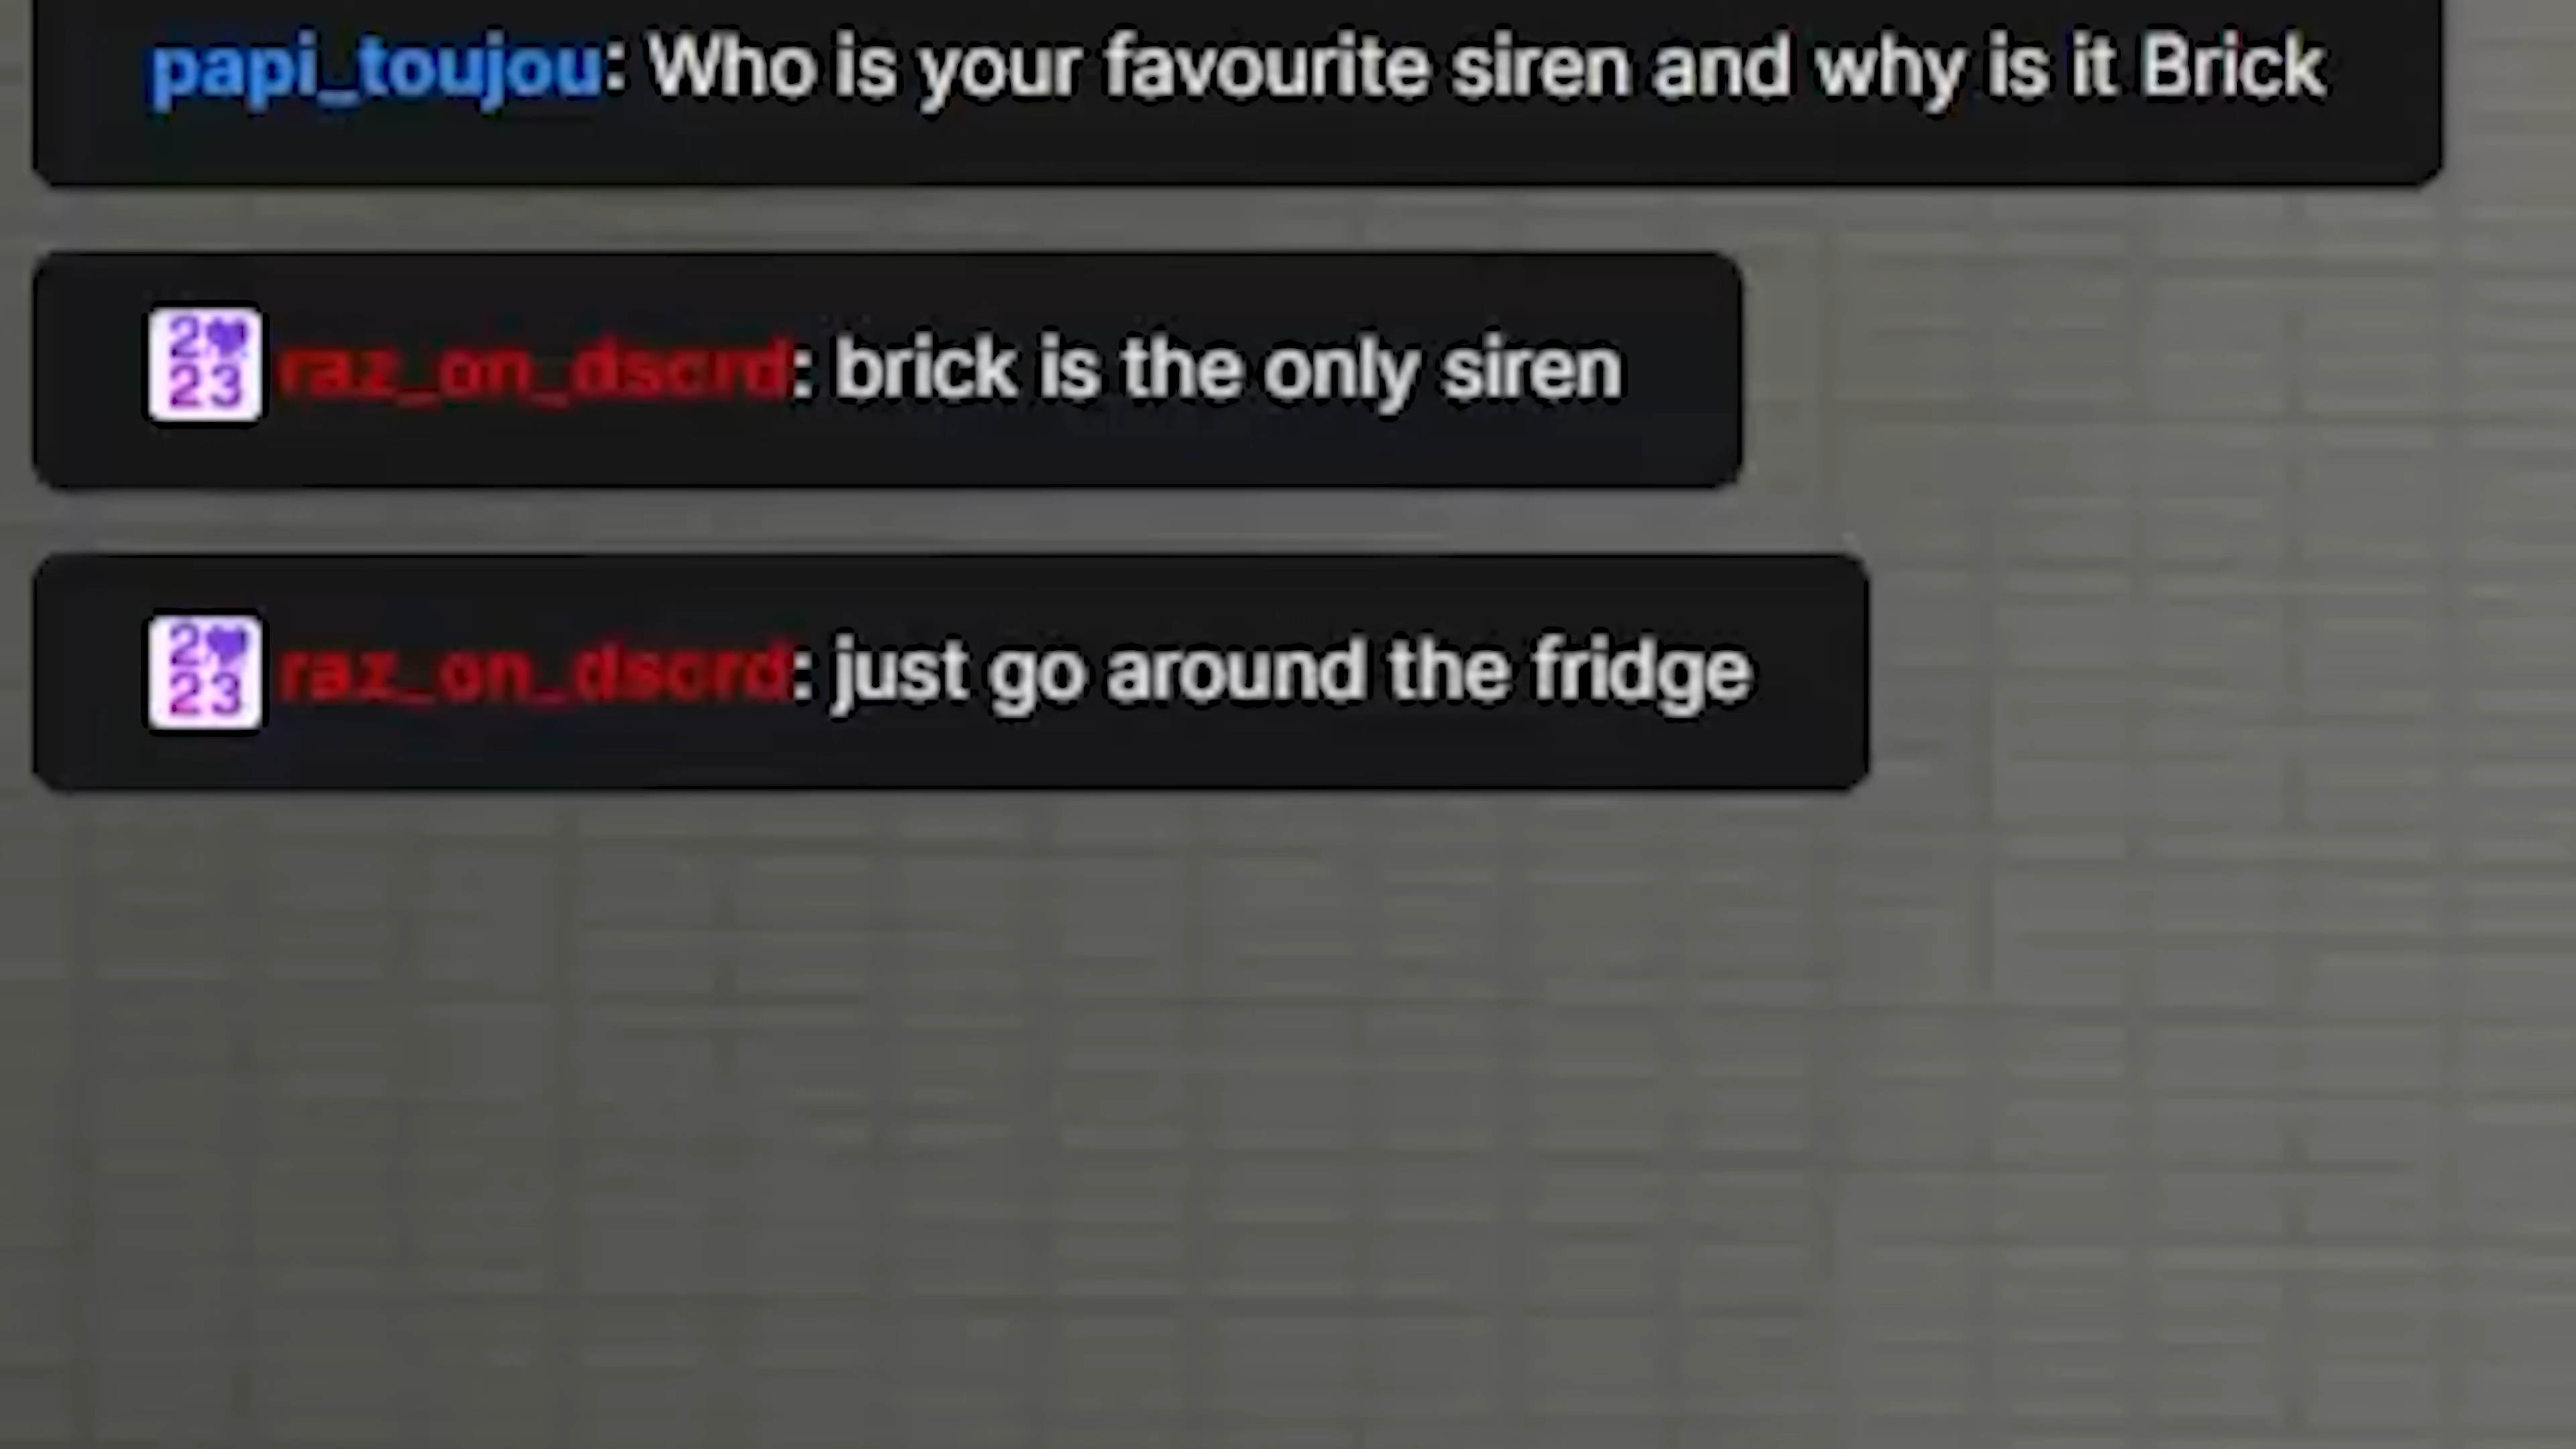 papi_toujou: Who is your favourite siren and why is it Brick
2023 raz_on_dscrd: brick is the only siren
2023 raz_on_dscrd: just go around the fridge